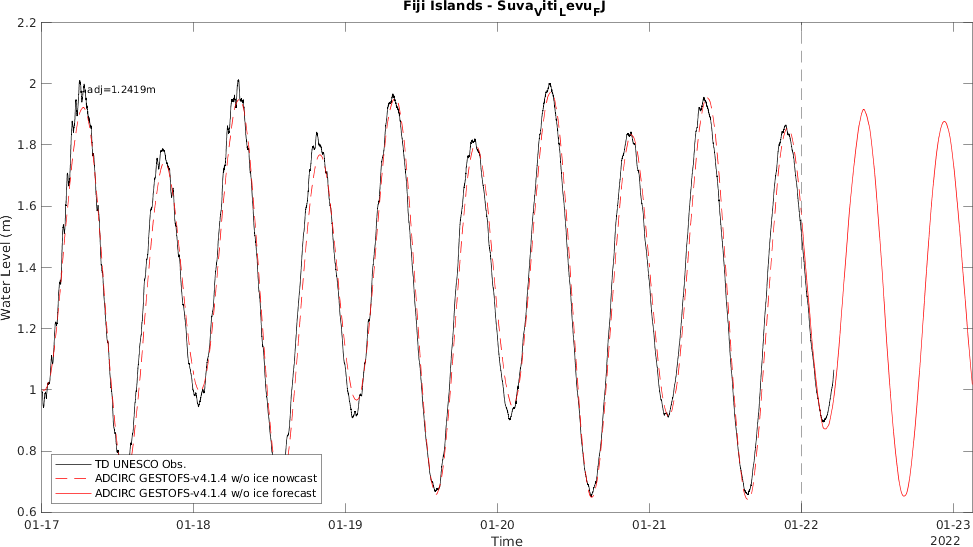 Fiji Islands - SuvaVitiLevuFJ
2.2
2
1.8
1.6
1.4
1.2
1
0.8
0.6
Water Level (m)
adj=1.2419m
TD UNESCO Obs.
ADCIRC GESTOFS-v4.1.4 w/o ice nowcast
ADCIRC GESTOFS-v4.1.4 w/o ice forecast
01-17 01-18 01-19 01-20 01-21 01-22 01-23
Time 2022